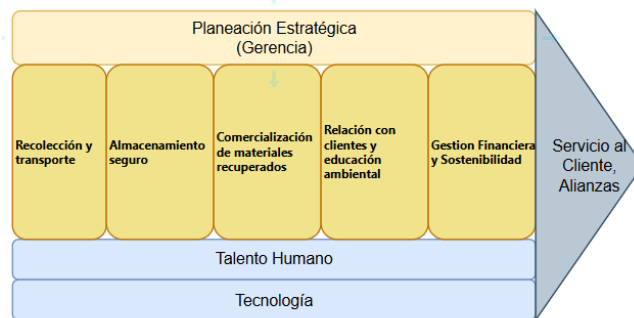 Planeación Estratégica
(Gerencia)
Recolección y
transporte
Almacenamiento
seguro
Comercialización
de materiales
recuperados
Relación con
clientes y
educación
ambiental
Gestion Financiera
y Sostenibilidad
Servicio al
Cliente,
Alianzas
Talento Humano
Tecnología